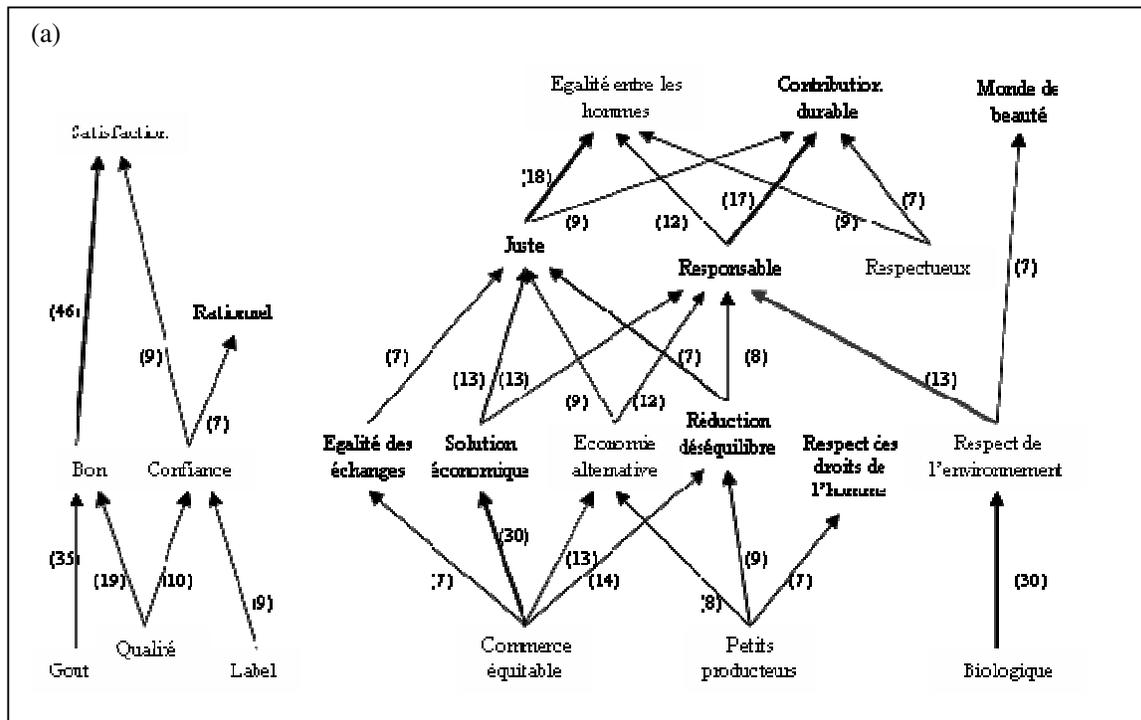 (a)
Egalité entre les
hommes
Contribution
durable
Monde de
beauté
Satisfaction
(18)
(9)
(12)
(17)
(9)
(7)
Juste
Responsable
Respectueux
(7)
(46)
Rationnel
(9)
(7)
(7)
(13)
(13)
(9)
(12)
(7)
(8)
(13)
Bon
Confiance
Egalité des
échanges
Solution
économique
Economie
alternative
Réduction
déséquilibre
Respect des
droits de
l'homme
Respect de
l'environnement
(35)
(19)
(10)
(9)
(7)
(30)
(13)
(14)
(8)
(9)
(7)
(30)
Gout
Qualité
Label
Commerce
équitable
Petits
producteurs
Biologique